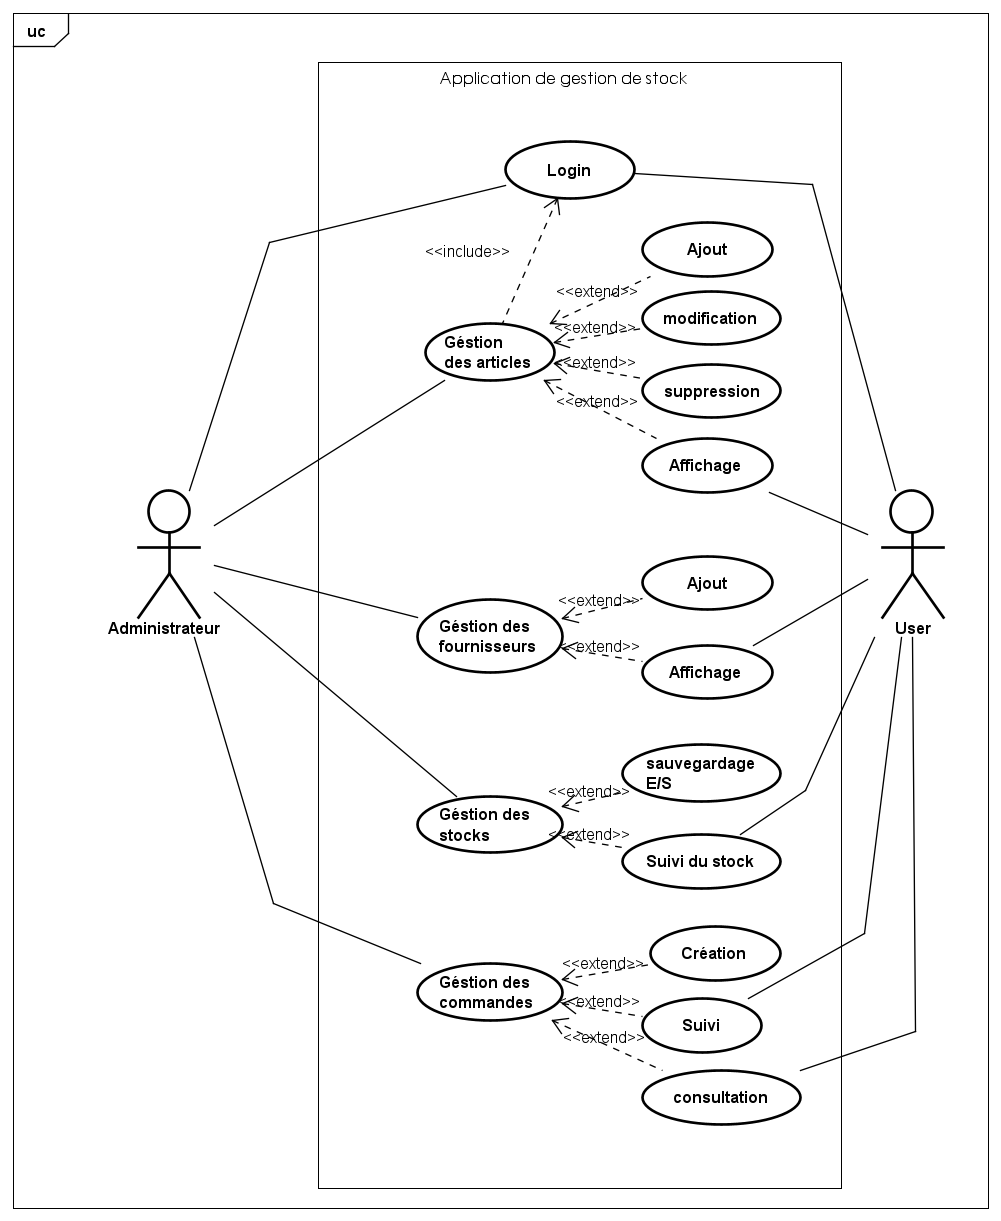 uc
Application de gestion de stock
Login
<<include>>
Ajout
<<extend>>
modification
<<extend>>
Géstion
des articles
<<extend>>
suppression
<<extend>>
Affichage
Administrateur
User
Ajout
<<extend>>
Géstion des
fournisseurs
<<extend>>
Affichage
sauvegardage
E/S
<<extend>>
Géstion des
stocks
<<extend>>
Suivi du stock
Création
<<extend>>
Géstion des
commandes
<<extend>>
Suivi
<<extend>>
consultation